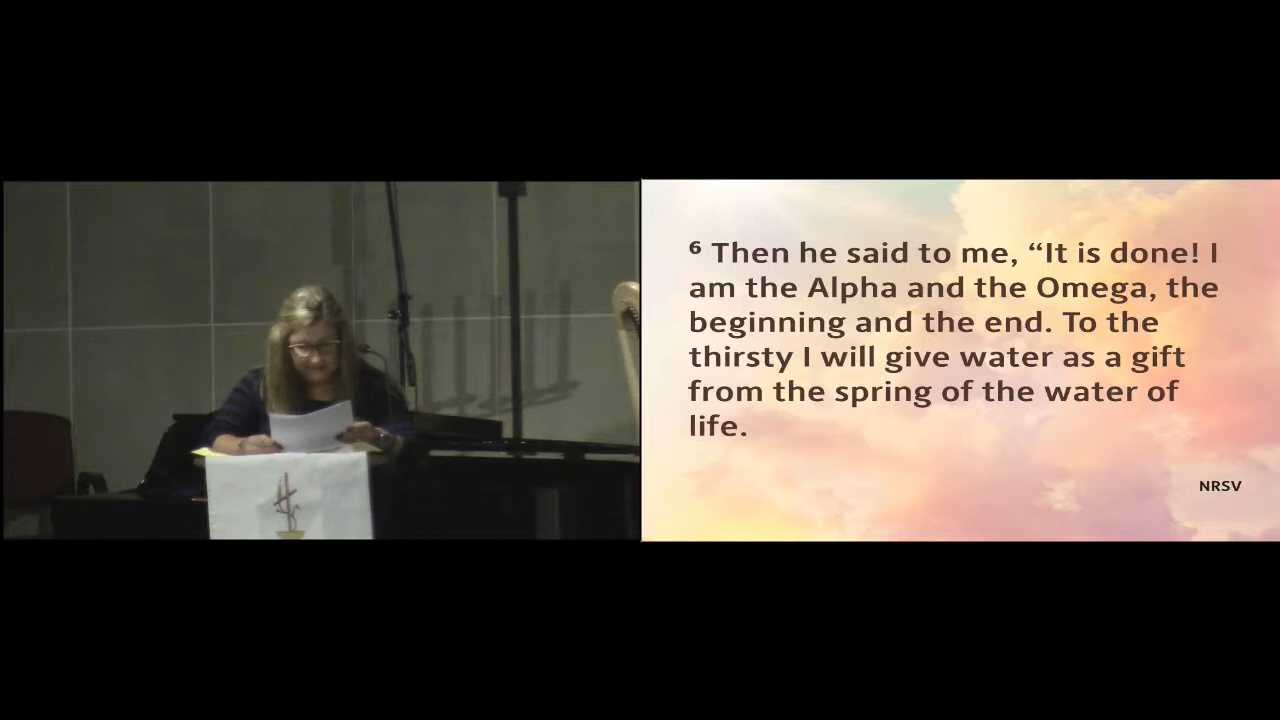 ⁶ Then he said to me, “It is done! I
am the Alpha and the Omega, the
beginning and the end. To the
thirsty I will give water as a gift
from the spring of the water of
life.
NRSV